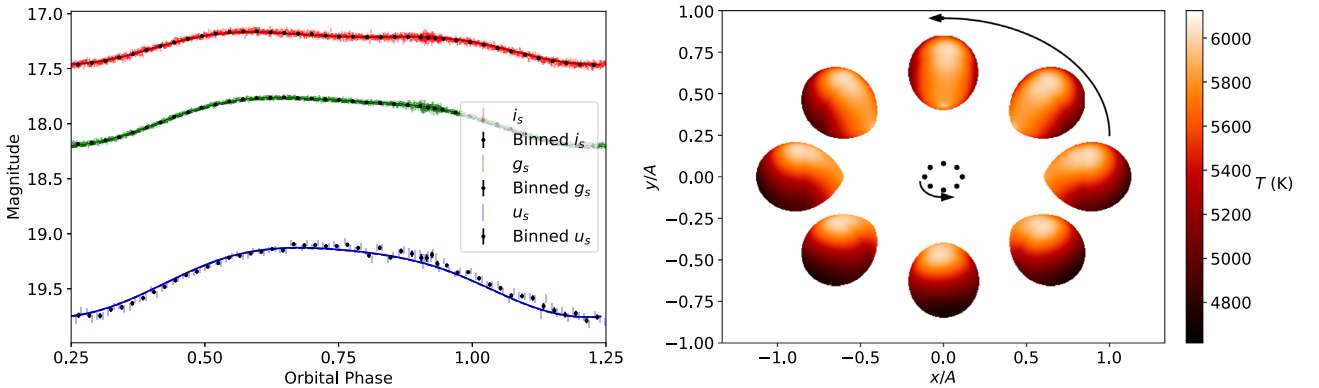 17.0
17.5
18.0
18.5
19.0
19.5
Magnitude
0.25
0.50
0.75
1.00
1.25
Orbital Phase
i_s
Binned i_s
g_s
Binned g_s
u_s
Binned u_s
1.00
0.75
0.50
0.25
0.00
−0.25
−0.50
−0.75
−1.00
y/A
−1.0
−0.5
0.0
0.5
1.0
x/A
6000
5800
5600
5400
5200
5000
4800
T (K)